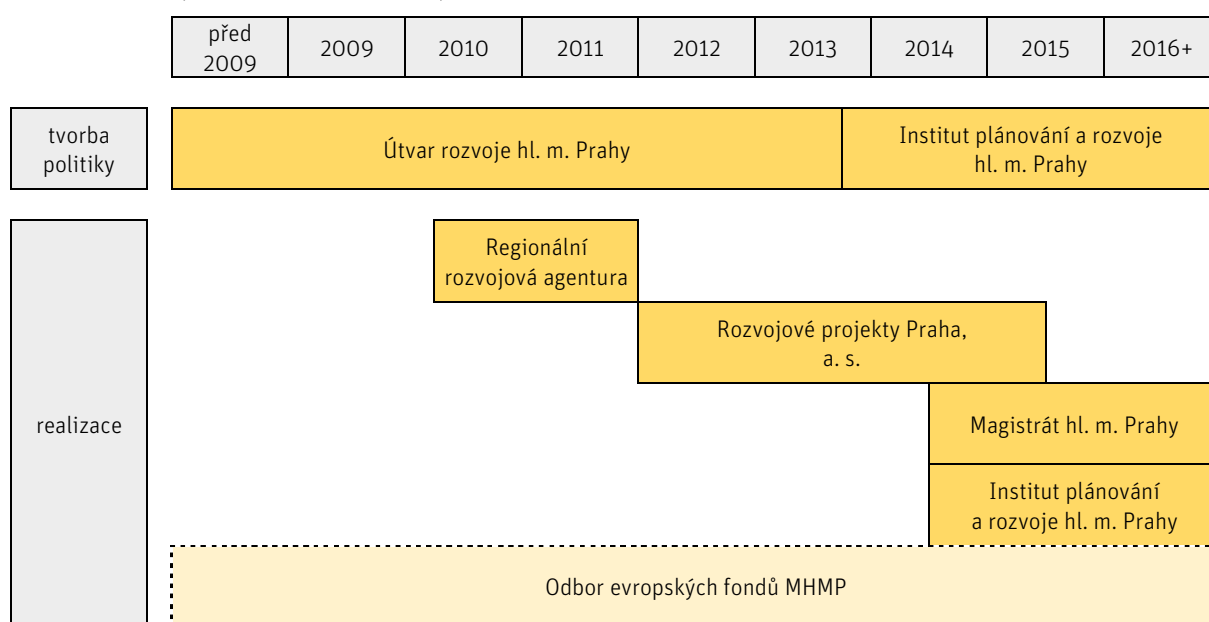 před
2009
2009
2010
2011
2012
2013
2014
2015
2016+
tvorba
politiky
Útvar rozvoje hl. m. Prahy
Institut plánování a rozvoje
hl. m. Prahy
realizace
Regionální
rozvojová agentura
Rozvojové projekty Praha,
a. s.
Magistrát hl. m. Prahy
Institut plánování
a rozvoje hl. m. Prahy
Odbor evropských fondů MHMP